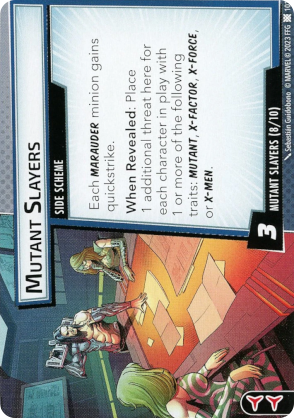 MUTANT SLAYERS
SIDE SCHEME
Each MARAUDER minion gains
quickstrike.
When Revealed: Place
1 additional threat here for
each character in play with
1 or more of the following
traits: MUTANT, X-FACTOR, X-FORCE,
or X-MEN.
3
MUTANT SLAYERS (8/10)
Sebastián Guidobono © MARVEL © 2023 FFG